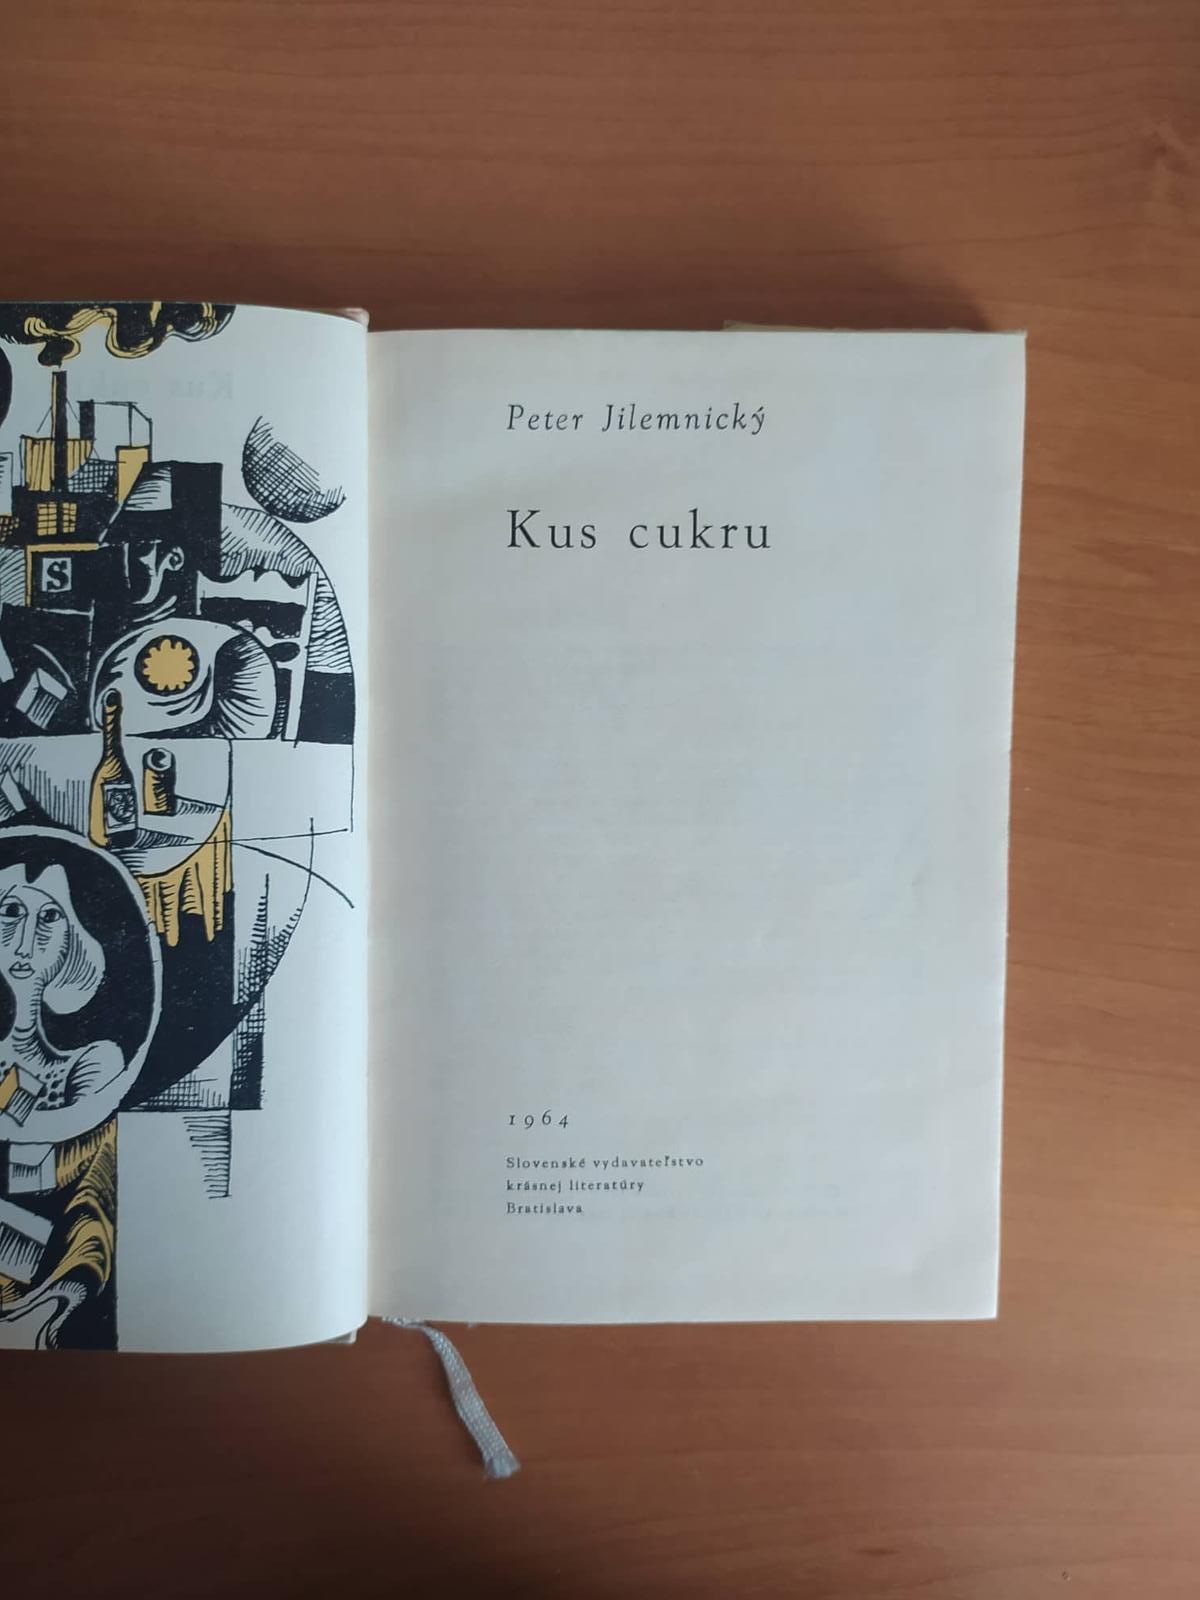 S
Peter Jilemnický
Kus cukru
1964
Slovenské vydavateľstvo
krásnej literatúry
Bratislava